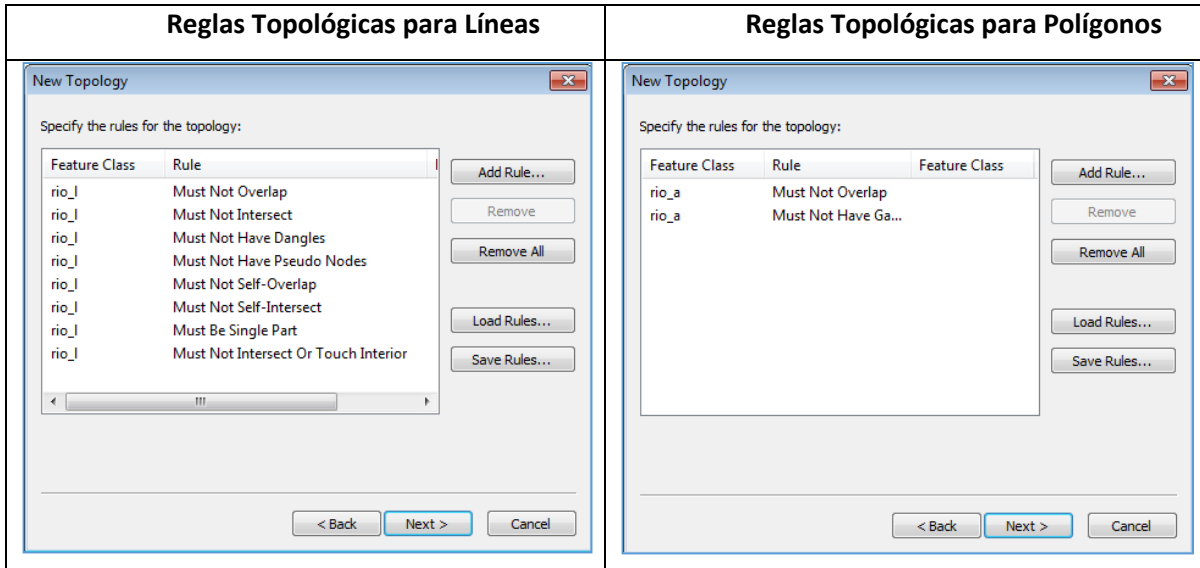 Reglas Topológicas para Líneas
New Topology
Specify the rules for the topology:
Feature Class Rule
rio_l Must Not Overlap
rio_l Must Not Intersect
rio_l Must Not Have Dangles
rio_l Must Not Have Pseudo Nodes
rio_l Must Not Self-Overlap
rio_l Must Not Self-Intersect
rio_l Must Be Single Part
rio_l Must Not Intersect Or Touch Interior
Add Rule...
Remove
Remove All
Load Rules...
Save Rules...
< Back Next > Cancel
Reglas Topológicas para Polígonos
New Topology
Specify the rules for the topology:
Feature Class Rule Feature Class
rio_a Must Not Overlap
rio_a Must Not Have Ga...
Add Rule...
Remove
Remove All
Load Rules...
Save Rules...
< Back Next > Cancel